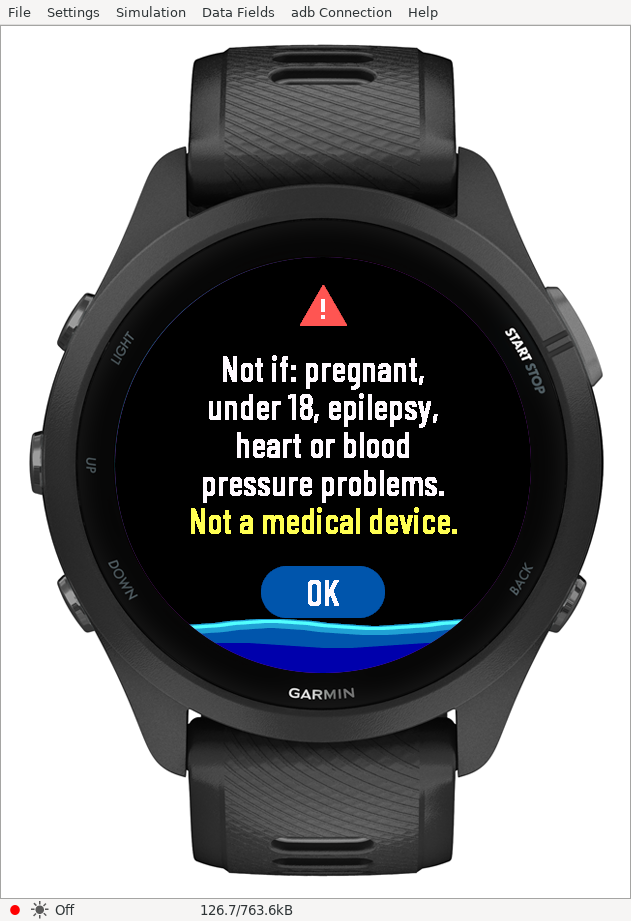 File Settings Simulation Data Fields adb Connection Help
LIGHT
START STOP
UP
DOWN
BACK
!
Not if: pregnant,
under 18, epilepsy,
heart or blood
pressure problems.
Not a medical device.
OK
GARMIN
Off 126.7/763.6kB